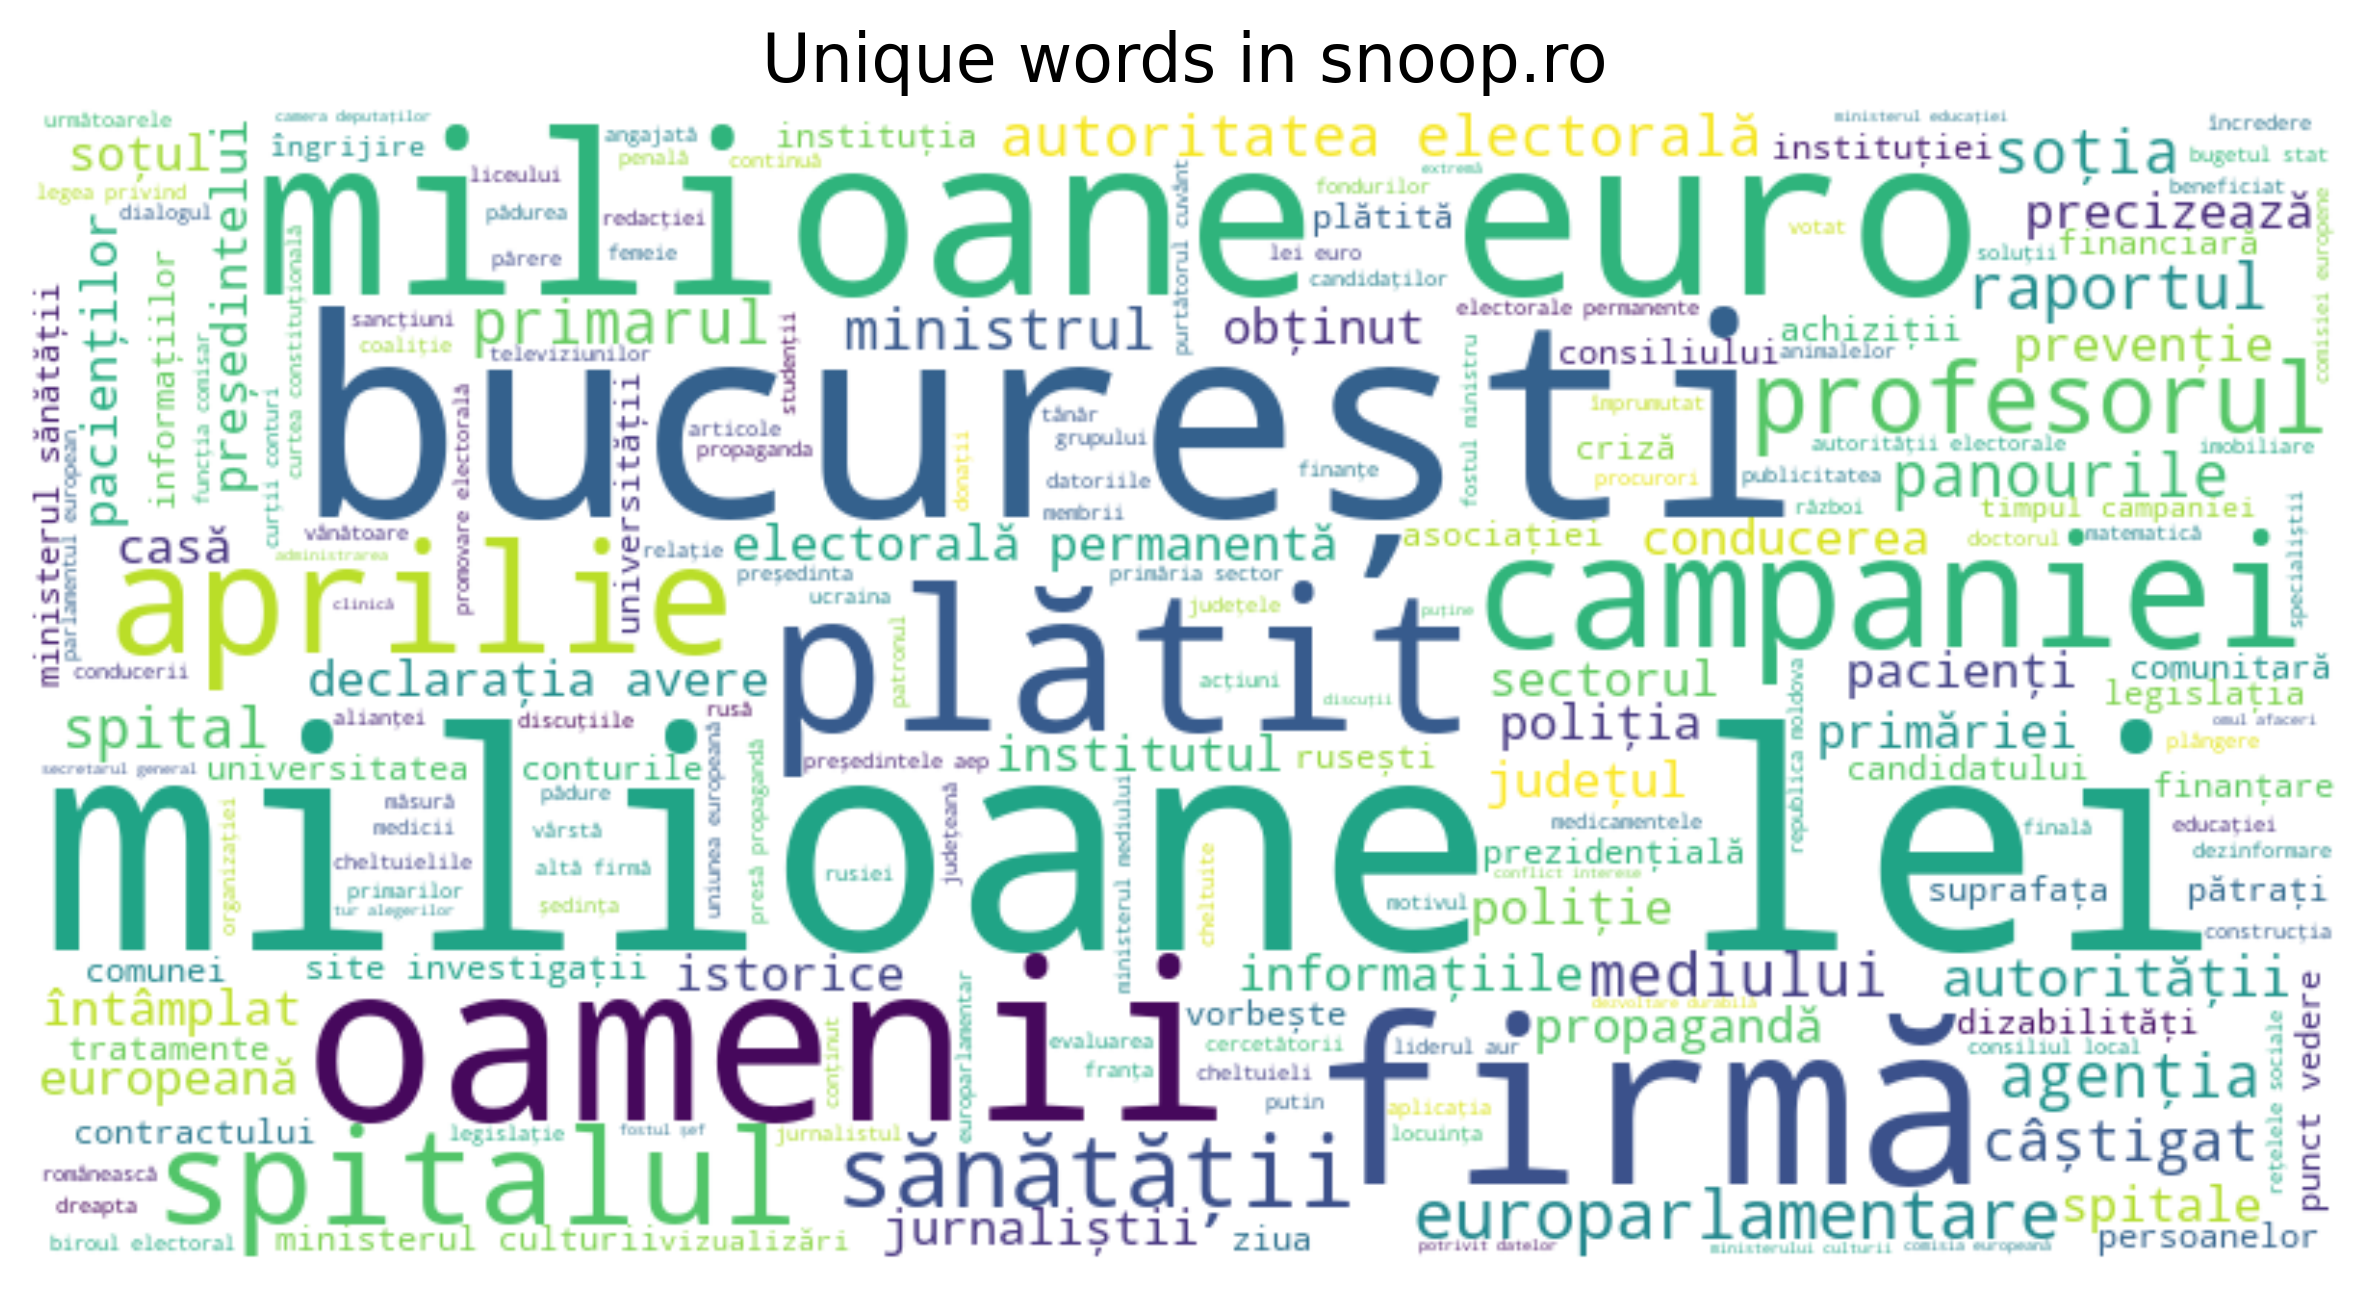 Unique words in snoop.ro
următoarele
camera deputaților
soțul
îngrijire
președintelui
milioane euro
angajată
penală
continuă
instituția
autoritatea electorală
ministerul educației
încredere
instituției
soția
bugetul stat
legea privind
dialogul
liceului
pădurea
redacției
părere
femeie
purtătorul cuvânt
extremă
fondurilor
plătită
lei euro
candidaților
votat
beneficiat
precizează
soluții
financiară
comisiei europene
raportul
pacienților
informațiilor
curtea constituțională
ministerul sănătății
sancțiuni
coaliție
primarul
televiziunilor
studenții
ministrul
obținut
electorale permanente
achiziții
consiliului
animalelor
prevenție
funcția comisar
curții conturi
bucurești
promovare electorală
universității
articole
propaganda
tânăr
grupului
datoriile
membrii
donații
finanțe
fostul ministru
împrumutat
criză
procurori
profesorul
autorității electorale
imobiliare
publicitatea
panourile
război
timpul campaniei
parlamentul european
casă
vânătoare
administrarea
relație
electorală permanentă
asociației
conducerea
doctorul
matematică
specialiștii
aprilie
clinică
președinta
ucraina
primăria sector
județele
puține
campaniei
plătit
patronul
conducerii
declarația avere
acțiuni
discuții
sectorul
republica moldova
pacienți
comunitară
legislația
spital
alianței
discuțiile
rusă
poliția
primăriei
omul afaceri
plângere
secretarul general
universitatea
conturile
uniunea europeană
presă propagandă
președintele aep
institutul
rusești
județul
candidatului
finanțare
milioane lei
organizației
măsură
medicii
cheltuielile
primarilor
tur alegerilor
pădure
vârstă
altă firmă
ședința
rusiei
județeană
ministerul mediului
cheltuite
motivul
medicamentele
prezidențială
conflict interese
poliție
finală
educației
dezinformare
suprafața
pătrați
construcția
comunei
site investigații
istorice
informațiile
mediului
autorității
întâmplat
tratamente
europeană
oamenii
conținut
europarlamentar
evaluarea
franța
vorbește
cercetătorii
cheltuieli
putin
liderul aur
dezvoltare durabilă
propagandă
dizabilități
consiliul local
agenția
rețelele sociale
punct vedere
firmă
aplicația
locuința
câștigat
contractului
legislație
fostul șef
jurnalistul
românească
dreapta
spitalul
sănătății
jurnaliștii
ziua
europarlamentare
spitale
persoanelor
biroul electoral
ministerul culturii
vizualizări
potrivit datelor
ministerului culturii
comisia europeană